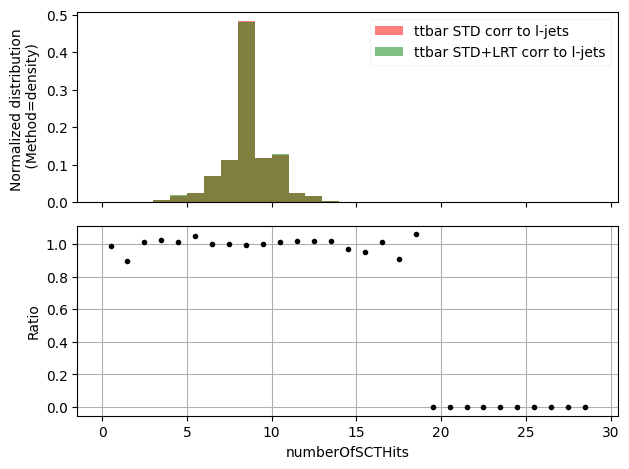 Normalized distribution
(Method=density)
0.5
0.4
0.3
0.2
0.1
0.0
ttbar STD corr to l-jets
ttbar STD+LRT corr to l-jets
Ratio
1.0
0.8
0.6
0.4
0.2
0.0
0 5 10 15 20 25 30
numberOfSCTHits